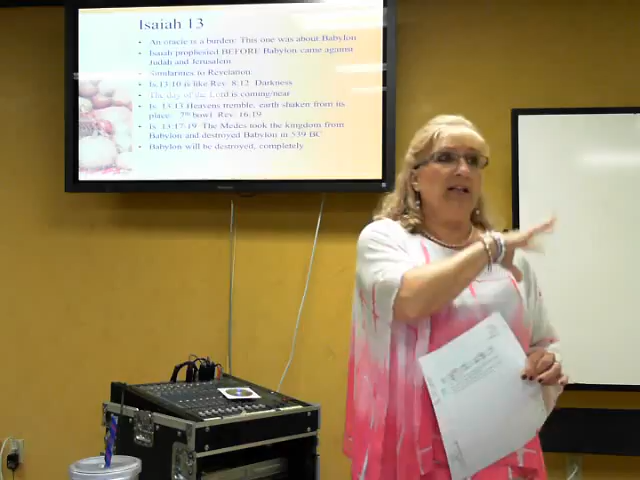 Isaiah 13
• An oracle is a burden: This one was about Babylon
• Isaiah prophesied BEFORE Babylon came against
Judah and Jerusalem
• Similarities to Revelation:
• Is. 13:10 is like Rev. 8:12 Darkness
• The day of the Lord is coming/near
• Is. 13:13 Heavens tremble, earth shaken from its
place. 7th bowl Rev. 16:19
• Is. 13:17-19 The Medes took the kingdom from
Babylon and destroyed Babylon in 539 BC
• Babylon will be destroyed, completely